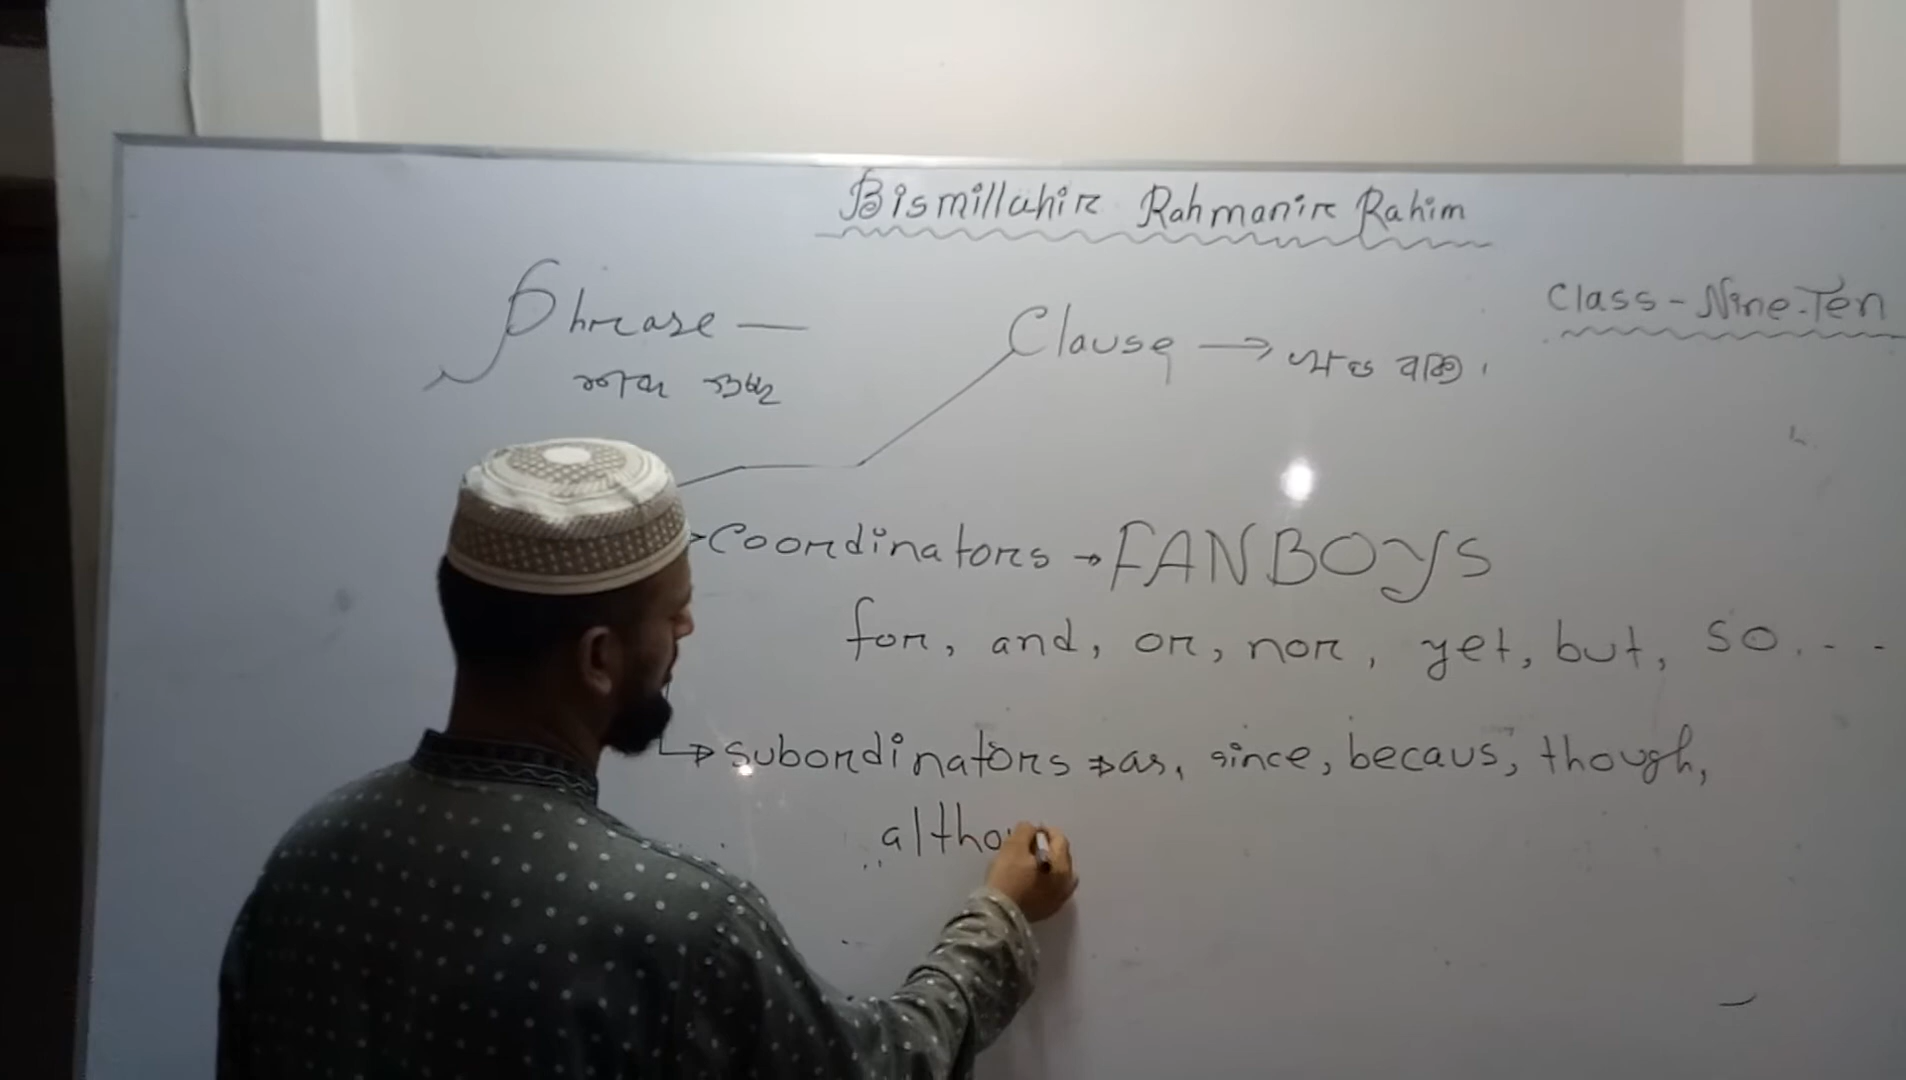 Bismillahir Rahmanir Rahim
Class - Nine-Ten
Phrase —
Clause →
Coordinators → FANBOYS
for, and, or, nor, yet, but, so. - -
Subordinators ⇒ as, since, becaus, though,
altho